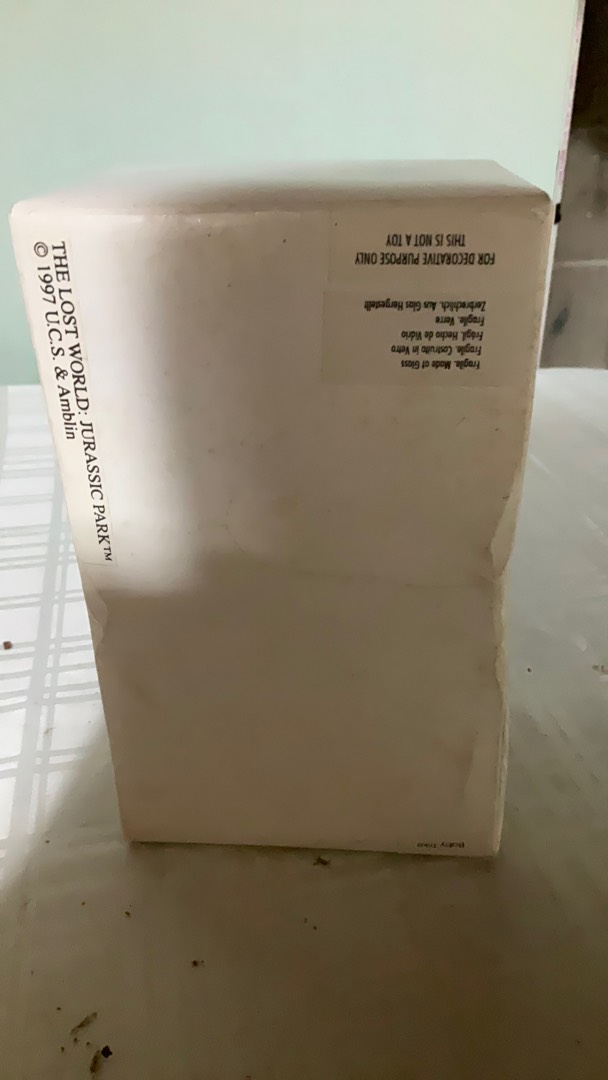 THE LOST WORLD: JURASSIC PARK™
© 1997 U.C.S. & Amblin
Fragile. Made of Glass
Fragile. Costruito in Vetro
Frágil. Hecho de Vidrio
Fragile. Verre
Zerbrechlich. Aus Glas Hergestellt
FOR DECORATIVE PURPOSE ONLY
THIS IS NOT A TOY